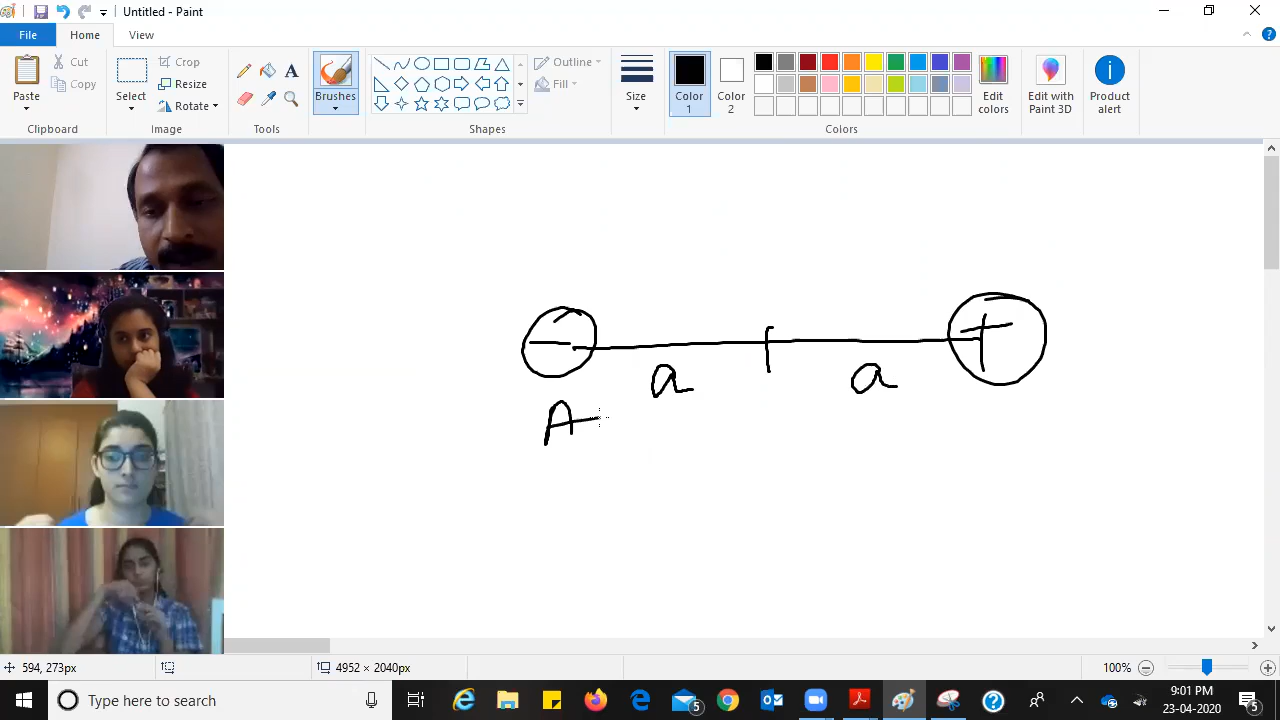 Untitled - Paint
File Home View
Paste
Cut
Copy
Clipboard
Select
Crop
Resize
Rotate
Image
A
Tools
Brushes
Outline
Fill
Shapes
Size
Color 1
Color 2
Edit colors
Colors
Edit with Paint 3D
Product alert
− +
a a
A
594, 273px
4952 × 2040px
100%
Type here to search
5
9:01 PM
23-04-2020
5